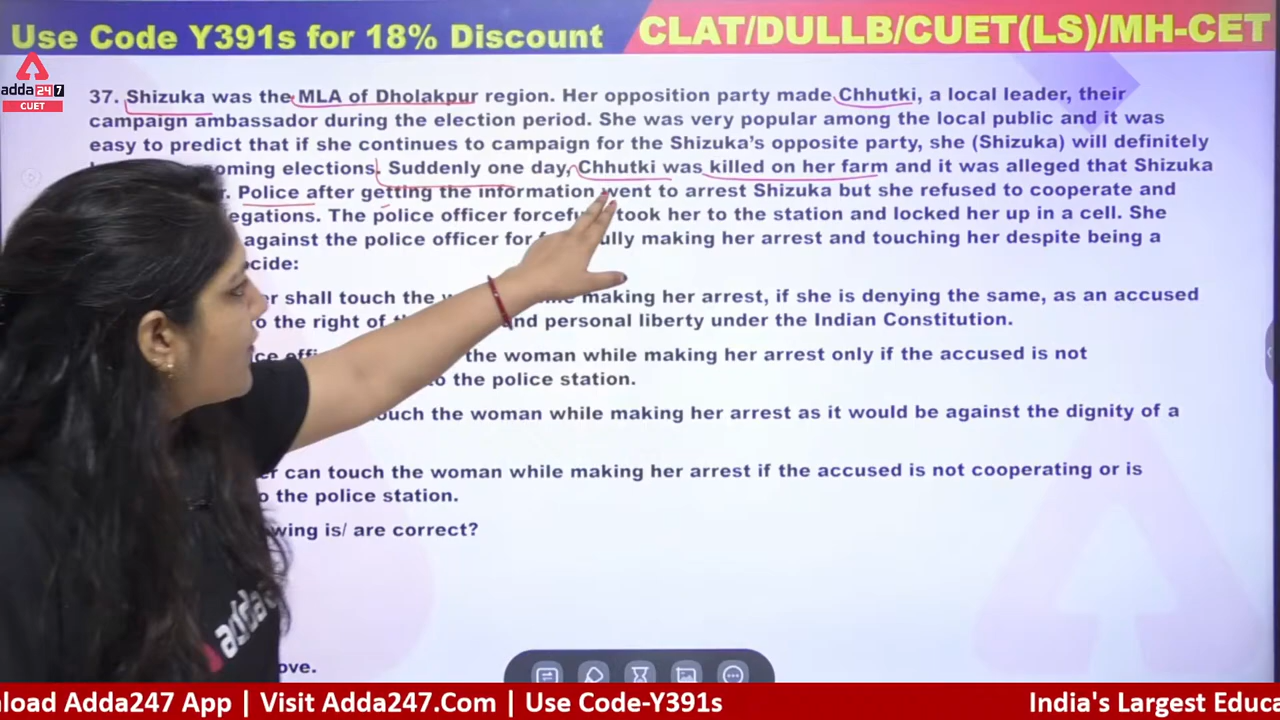 Use Code Y391s for 18% Discount
CLAT/DULLB/CUET(LS)/MH-CET
adda247
CUET
37. Shizuka was the MLA of Dholakpur region. Her opposition party made Chhutki, a local leader, their
campaign ambassador during the election period. She was very popular among the local public and it was
easy to predict that if she continues to campaign for the Shizuka's opposite party, she (Shizuka) will definitely
oming elections. Suddenly one day, Chhutki was killed on her farm and it was alleged that Shizuka
r. Police after getting the information went to arrest Shizuka but she refused to cooperate and
egations. The police officer forcefu took her to the station and locked her up in a cell. She
against the police officer for ully making her arrest and touching her despite being a
cide:
r shall touch the making her arrest, if she is denying the same, as an accused
o the right of nd personal liberty under the Indian Constitution.
ce offi the woman while making her arrest only if the accused is not
o the police station.
ouch the woman while making her arrest as it would be against the dignity of a
er can touch the woman while making her arrest if the accused is not cooperating or is
o the police station.
wing is/ are correct?
adda
ove.
nload Adda247 App | Visit Adda247.Com | Use Code-Y391s
India's Largest Educa